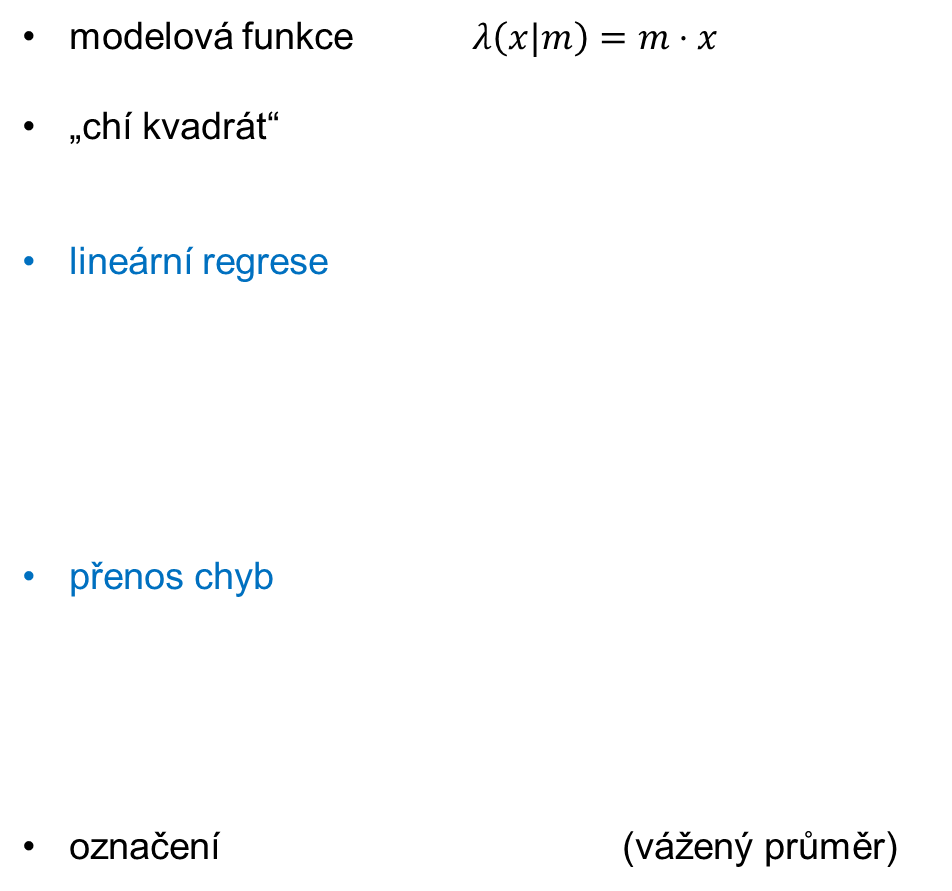 • modelová funkce λ(x|m) = m · x
• „chí kvadrát“
• lineární regrese
• přenos chyb
• označení (vážený průměr)